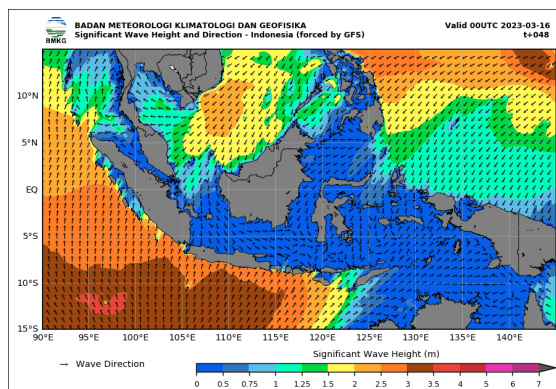 BMKG
BADAN METEOROLOGI KLIMATOLOGI DAN GEOFISIKA
Significant Wave Height and Direction - Indonesia (forced by GFS)
Valid 00UTC 2023-03-16
t+048
10°N
5°N
EQ
5°S
10°S
15°S
90°E 95°E 100°E 105°E 110°E 115°E 120°E 125°E 130°E 135°E 140°E
Wave Direction
Significant Wave Height (m)
0 0.5 0.75 1 1.25 1.5 2 2.5 3 3.5 4 5 6 7